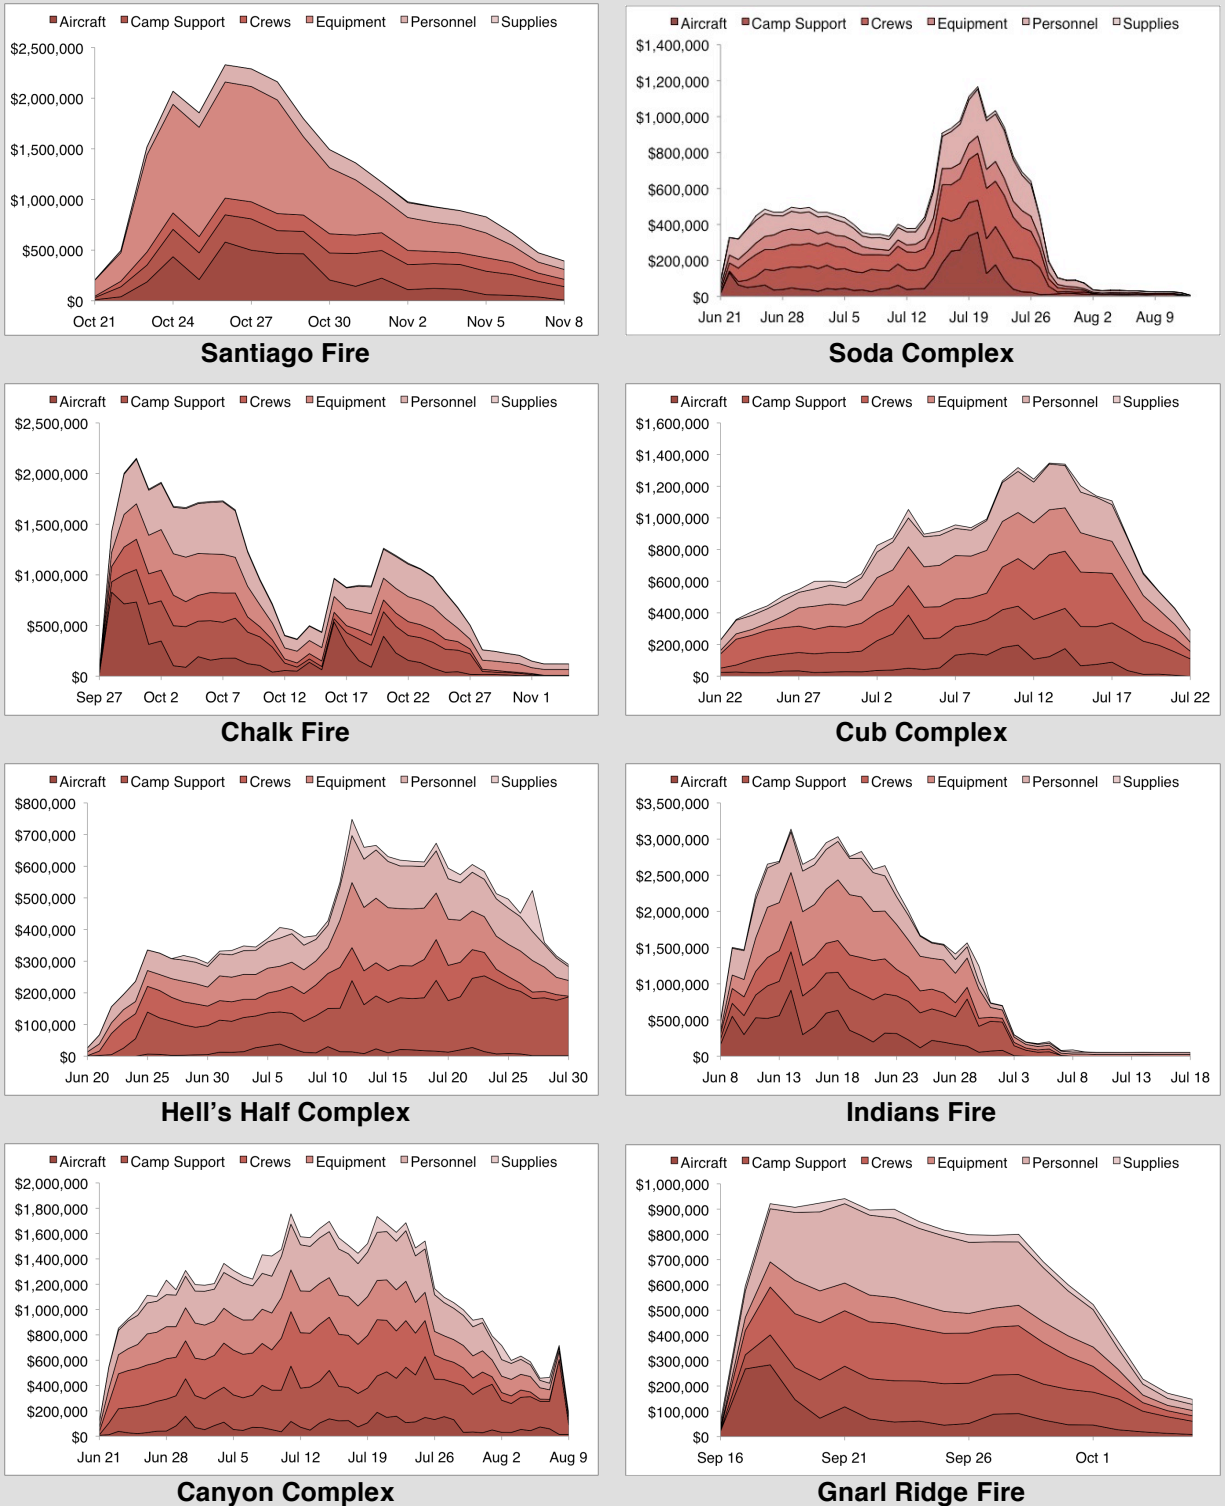 Aircraft Camp Support Crews Equipment Personnel Supplies
$2,500,000
$2,000,000
$1,500,000
$1,000,000
$500,000
$0
Oct 21 Oct 24 Oct 27 Oct 30 Nov 2 Nov 5 Nov 8
Santiago Fire
Aircraft Camp Support Crews Equipment Personnel Supplies
$1,400,000
$1,200,000
$1,000,000
$800,000
$600,000
$400,000
$200,000
$0
Jun 21 Jun 28 Jul 5 Jul 12 Jul 19 Jul 26 Aug 2 Aug 9
Soda Complex
Aircraft Camp Support Crews Equipment Personnel Supplies
$2,500,000
$2,000,000
$1,500,000
$1,000,000
$500,000
$0
Sep 27 Oct 2 Oct 7 Oct 12 Oct 17 Oct 22 Oct 27 Nov 1
Chalk Fire
Aircraft Camp Support Crews Equipment Personnel Supplies
$1,600,000
$1,400,000
$1,200,000
$1,000,000
$800,000
$600,000
$400,000
$200,000
$0
Jun 22 Jun 27 Jul 2 Jul 7 Jul 12 Jul 17 Jul 22
Cub Complex
Aircraft Camp Support Crews Equipment Personnel Supplies
$800,000
$700,000
$600,000
$500,000
$400,000
$300,000
$200,000
$100,000
$0
Jun 20 Jun 25 Jun 30 Jul 5 Jul 10 Jul 15 Jul 20 Jul 25 Jul 30
Hell's Half Complex
Aircraft Camp Support Crews Equipment Personnel Supplies
$3,500,000
$3,000,000
$2,500,000
$2,000,000
$1,500,000
$1,000,000
$500,000
$0
Jun 8 Jun 13 Jun 18 Jun 23 Jun 28 Jul 3 Jul 8 Jul 13 Jul 18
Indians Fire
Aircraft Camp Support Crews Equipment Personnel Supplies
$2,000,000
$1,800,000
$1,600,000
$1,400,000
$1,200,000
$1,000,000
$800,000
$600,000
$400,000
$200,000
$0
Jun 21 Jun 28 Jul 5 Jul 12 Jul 19 Jul 26 Aug 2 Aug 9
Canyon Complex
Aircraft Camp Support Crews Equipment Personnel Supplies
$1,000,000
$900,000
$800,000
$700,000
$600,000
$500,000
$400,000
$300,000
$200,000
$100,000
$0
Sep 16 Sep 21 Sep 26 Oct 1
Gnarl Ridge Fire